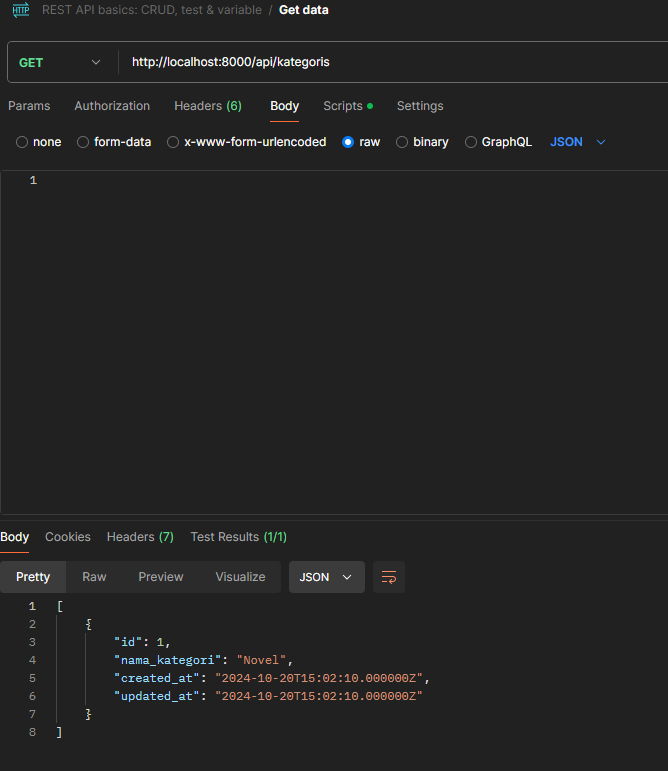 HTTP REST API basics: CRUD, test & variable / Get data
GET http://localhost:8000/api/kategoris
Params Authorization Headers (6) Body Scripts Settings
none form-data x-www-form-urlencoded raw binary GraphQL JSON
1
Body Cookies Headers (7) Test Results (1/1)
Pretty Raw Preview Visualize JSON
1 [
2 {
3 "id": 1,
4 "nama_kategori": "Novel",
5 "created_at": "2024-10-20T15:02:10.000000Z",
6 "updated_at": "2024-10-20T15:02:10.000000Z"
7 }
8 ]